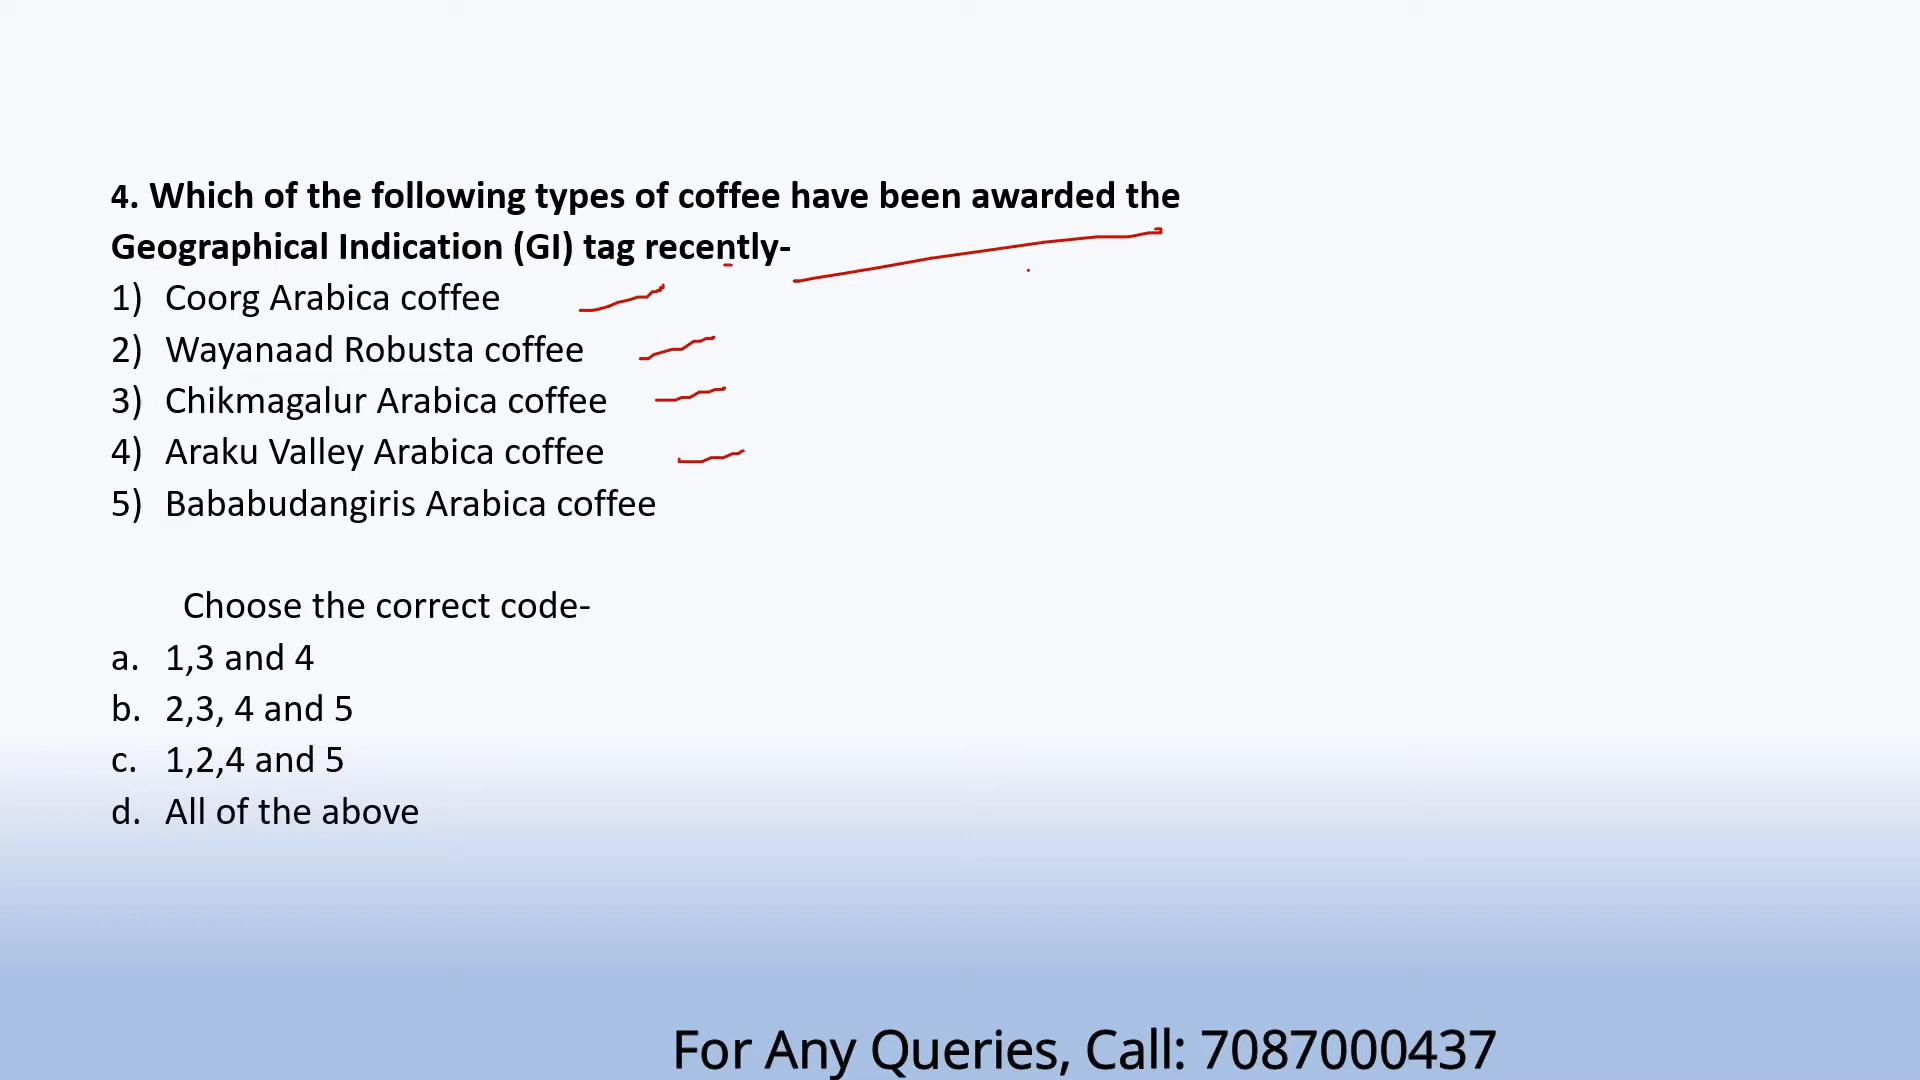 4. Which of the following types of coffee have been awarded the
Geographical Indication (GI) tag recently-
1) Coorg Arabica coffee
2) Wayanaad Robusta coffee
3) Chikmagalur Arabica coffee
4) Araku Valley Arabica coffee
5) Bababudangiris Arabica coffee
Choose the correct code-
a. 1,3 and 4
b. 2,3, 4 and 5
c. 1,2,4 and 5
d. All of the above
For Any Queries, Call: 7087000437